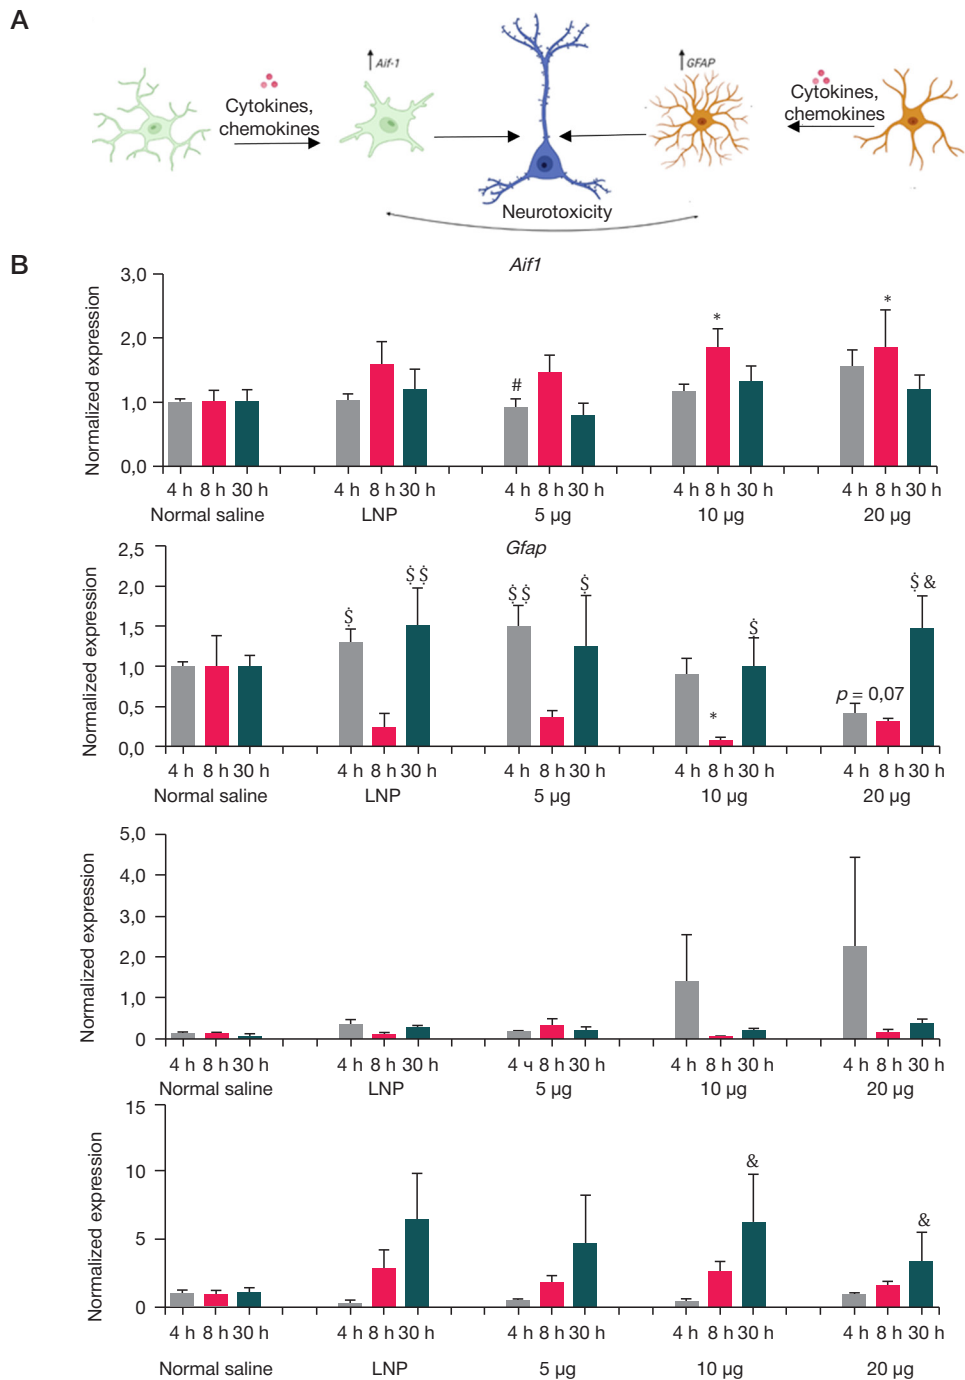 A
Aif-1
GFAP
Cytokines,
chemokines
Cytokines,
chemokines
Neurotoxicity
B
Aif1
Normalized expression
3,0
2,0
1,0
0,0
#
*
*
4 h 8 h 30 h 4 h 8 h 30 h 4 h 8 h 30 h 4 h 8 h 30 h 4 h 8 h 30 h
Normal saline LNP 5 µg 10 µg 20 µg
Gfap
Normalized expression
2,5
2,0
1,5
1,0
0,5
0,0
$
$$
$$
$
*
$
p = 0,07
$ &
4 h 8 h 30 h 4 h 8 h 30 h 4 h 8 h 30 h 4 h 8 h 30 h 4 h 8 h 30 h
Normal saline LNP 5 µg 10 µg 20 µg
Normalized expression
5,0
4,0
3,0
2,0
1,0
0
4 h 8 h 30 h 4 h 8 h 30 h 4 ч 8 h 30 h 4 h 8 h 30 h 4 h 8 h 30 h
Normal saline LNP 5 µg 10 µg 20 µg
Normalized expression
15
10
5
0
&
&
4 h 8 h 30 h 4 h 8 h 30 h 4 h 8 h 30 h 4 h 8 h 30 h 4 h 8 h 30 h
Normal saline LNP 5 µg 10 µg 20 µg